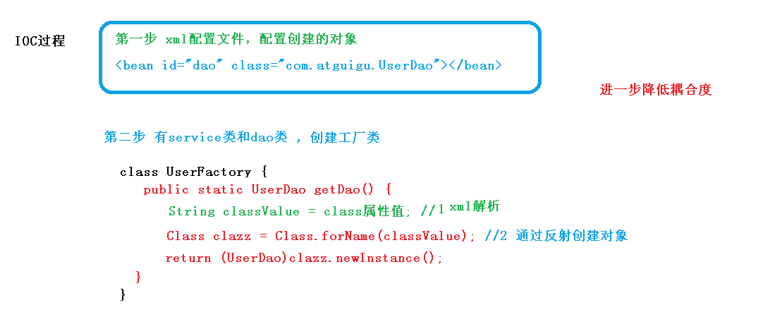 IOC过程
第一步 xml配置文件，配置创建的对象
<bean id="dao" class="com.atguigu.UserDao"></bean>
进一步降低耦合度
第二步 有service类和dao类 ，创建工厂类
class UserFactory {
public static UserDao getDao() {
String classValue = class属性值; //1 xml解析
Class clazz = Class.forName(classValue); //2 通过反射创建对象
return (UserDao)clazz.newInstance();
}
}